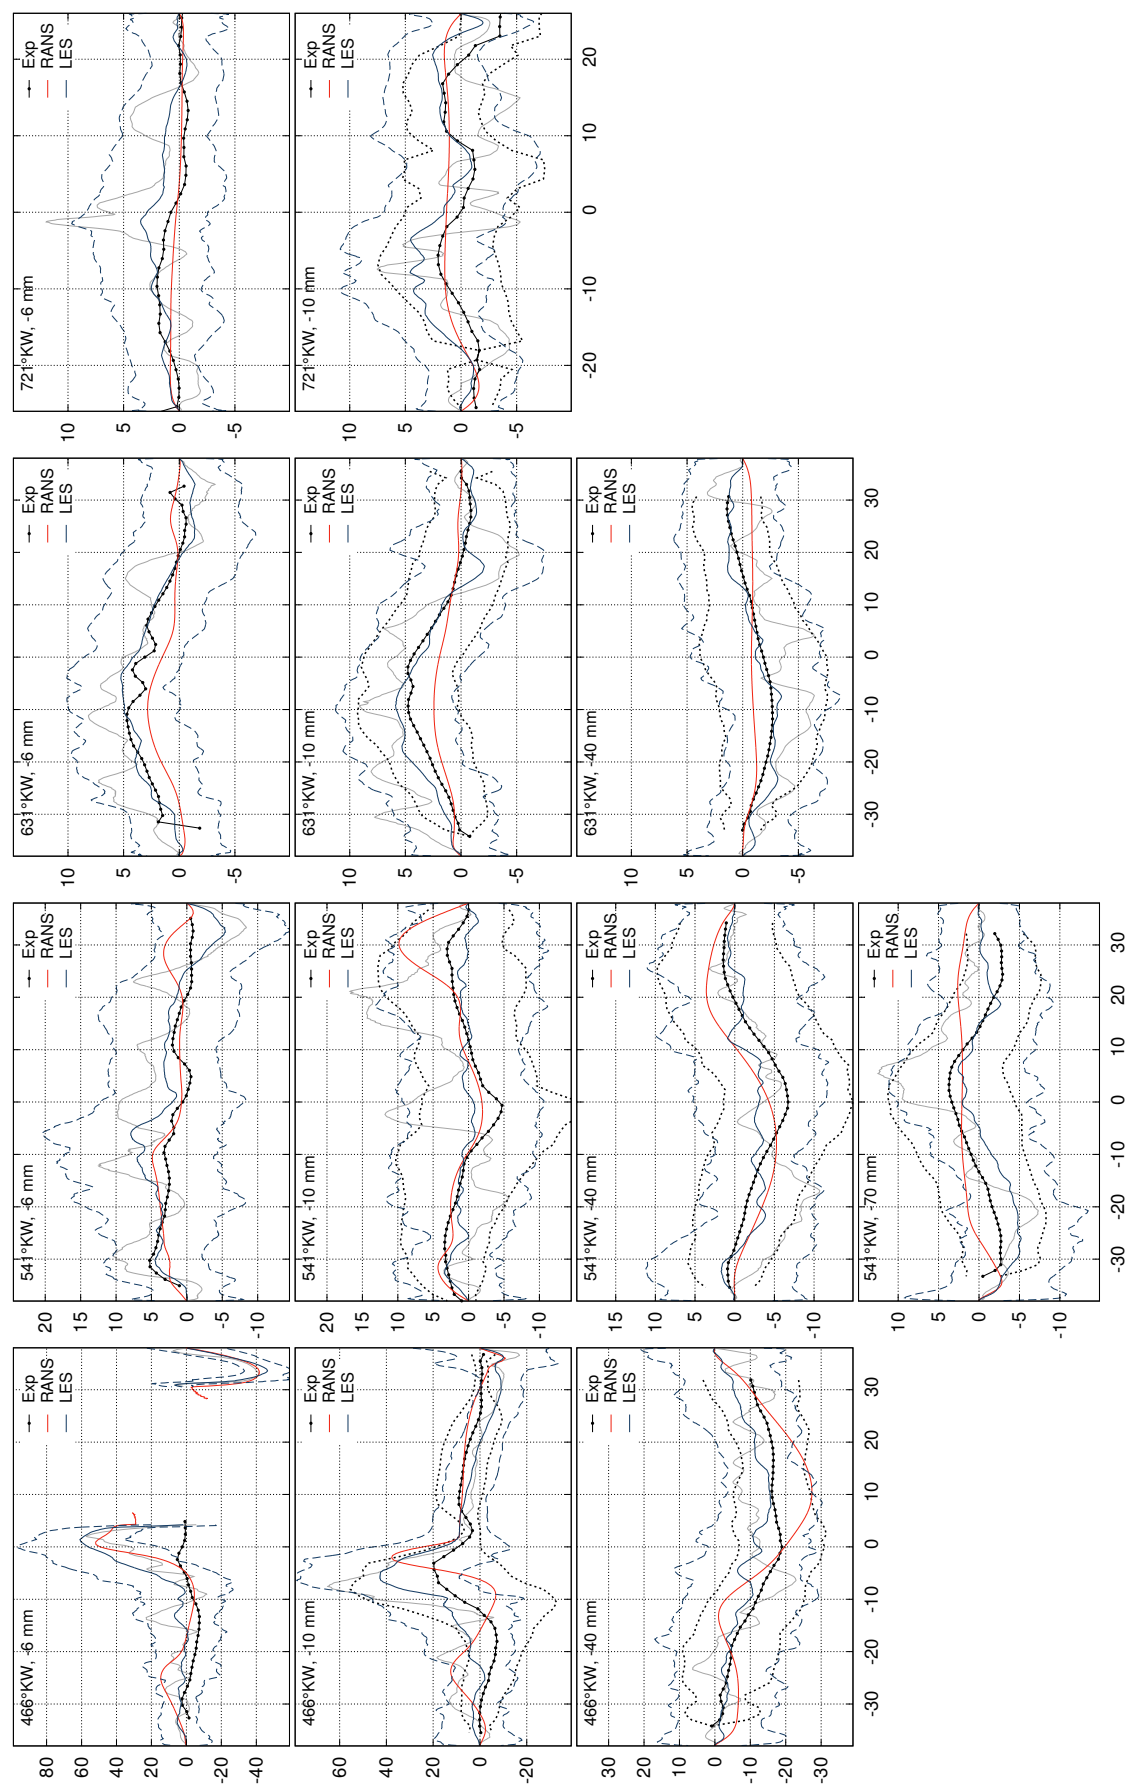 466°KW, -6 mm
Exp
RANS
LES
100
80
60
40
20
0
-20
-40
541°KW, -6 mm
Exp
RANS
LES
20
15
10
5
0
-5
-10
631°KW, -6 mm
Exp
RANS
LES
10
5
0
-5
721°KW, -6 mm
Exp
RANS
LES
10
5
0
-5
466°KW, -10 mm
Exp
RANS
LES
60
40
20
0
-20
541°KW, -10 mm
Exp
RANS
LES
20
15
10
5
0
-5
-10
631°KW, -10 mm
Exp
RANS
LES
10
5
0
-5
721°KW, -10 mm
Exp
RANS
LES
10
5
0
-5
-20 -10 0 10 20
466°KW, -40 mm
Exp
RANS
LES
30
20
10
0
-10
-20
-30
-30 -20 -10 0 10 20 30
541°KW, -40 mm
Exp
RANS
LES
15
10
5
0
-5
-10
631°KW, -40 mm
Exp
RANS
LES
10
5
0
-5
-30 -20 -10 0 10 20 30
541°KW, -70 mm
Exp
RANS
LES
10
5
0
-5
-10
-30 -20 -10 0 10 20 30